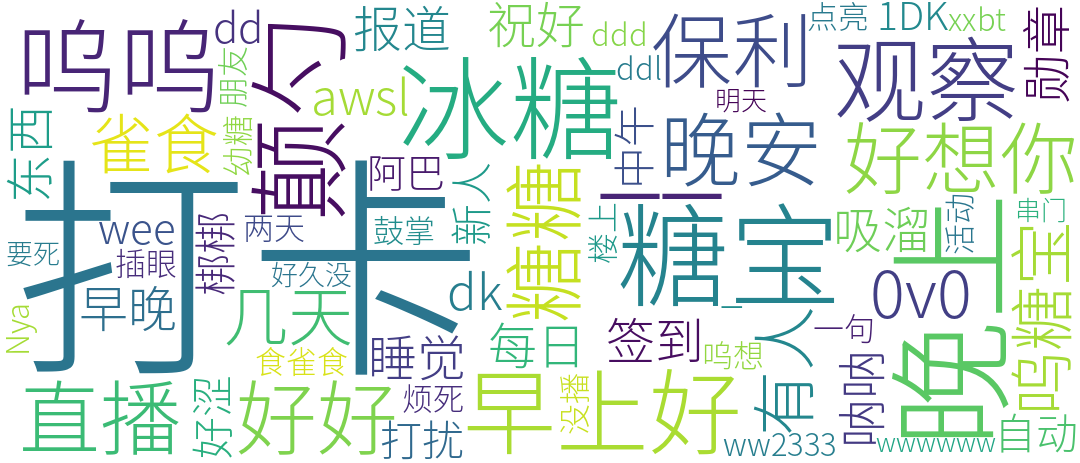 呜呜
dd
顾勺
报道
祝好
ddd
保利
点亮
1DK
xxbt
勋章
朋友
awsl
冰糖
ddl
明天
观察
东西
雀食
幼糖
阿巴
中午
晚安
好想你
打卡
wee
梆梆
两天
鼓掌
新人
糖糖
楼上
二
糖宝
吸溜
活动
串门
要死
插眼
好久没
早晚
几天
dk
0v0
晚上
呜糖宝
Nya
食雀食
睡觉
每日
签到
呜想
有人
一句
直播
好涩
好好
烦死
打扰
早上好
没播
呐呐
ww2333
wwwwww
自动